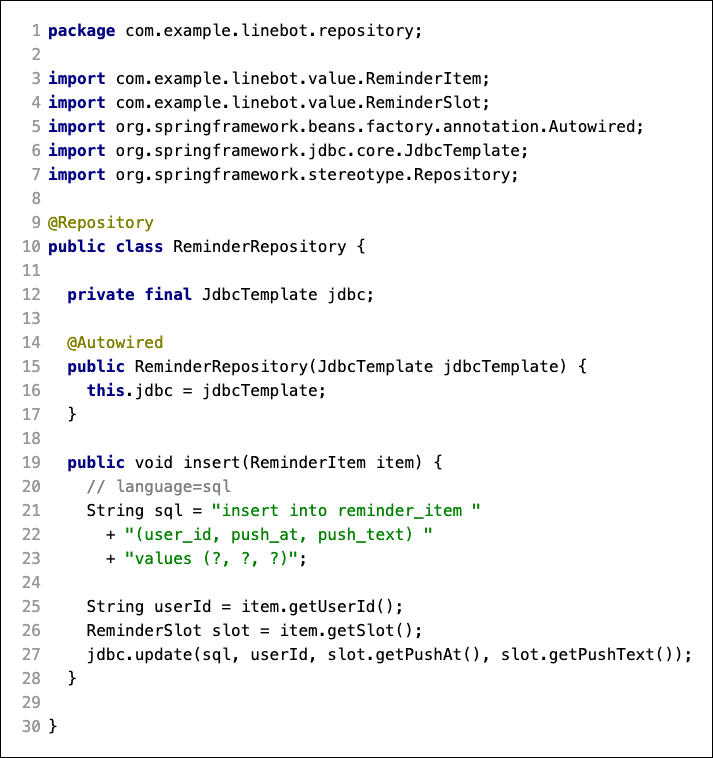 1 package com.example.linebot.repository;
2
3 import com.example.linebot.value.ReminderItem;
4 import com.example.linebot.value.ReminderSlot;
5 import org.springframework.beans.factory.annotation.Autowired;
6 import org.springframework.jdbc.core.JdbcTemplate;
7 import org.springframework.stereotype.Repository;
8
9 @Repository
10 public class ReminderRepository {
11
12   private final JdbcTemplate jdbc;
13
14   @Autowired
15   public ReminderRepository(JdbcTemplate jdbcTemplate) {
16     this.jdbc = jdbcTemplate;
17   }
18
19   public void insert(ReminderItem item) {
20     // language=sql
21     String sql = "insert into reminder_item "
22       + "(user_id, push_at, push_text) "
23       + "values (?, ?, ?)";
24
25     String userId = item.getUserId();
26     ReminderSlot slot = item.getSlot();
27     jdbc.update(sql, userId, slot.getPushAt(), slot.getPushText());
28   }
29
30 }